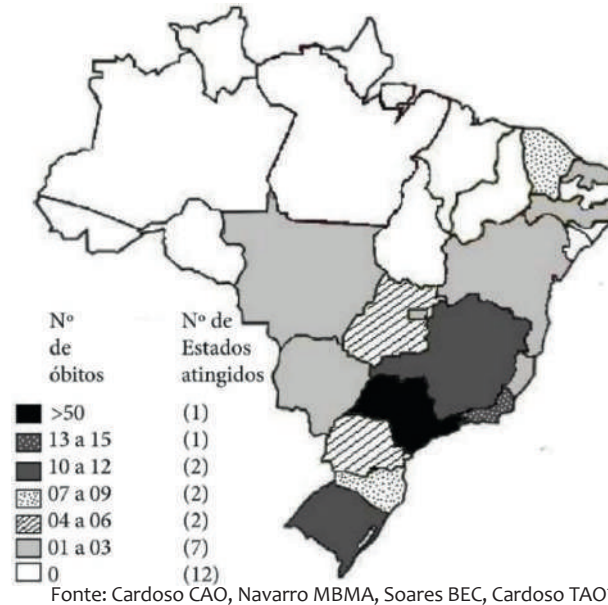 Nº Nº de
de Estados
óbitos atingidos
>50 (1)
13 a 15 (1)
10 a 12 (2)
07 a 09 (2)
04 a 06 (2)
01 a 03 (7)
0 (12)
Fonte: Cardoso CAO, Navarro MBMA, Soares BEC, Cardoso TAO